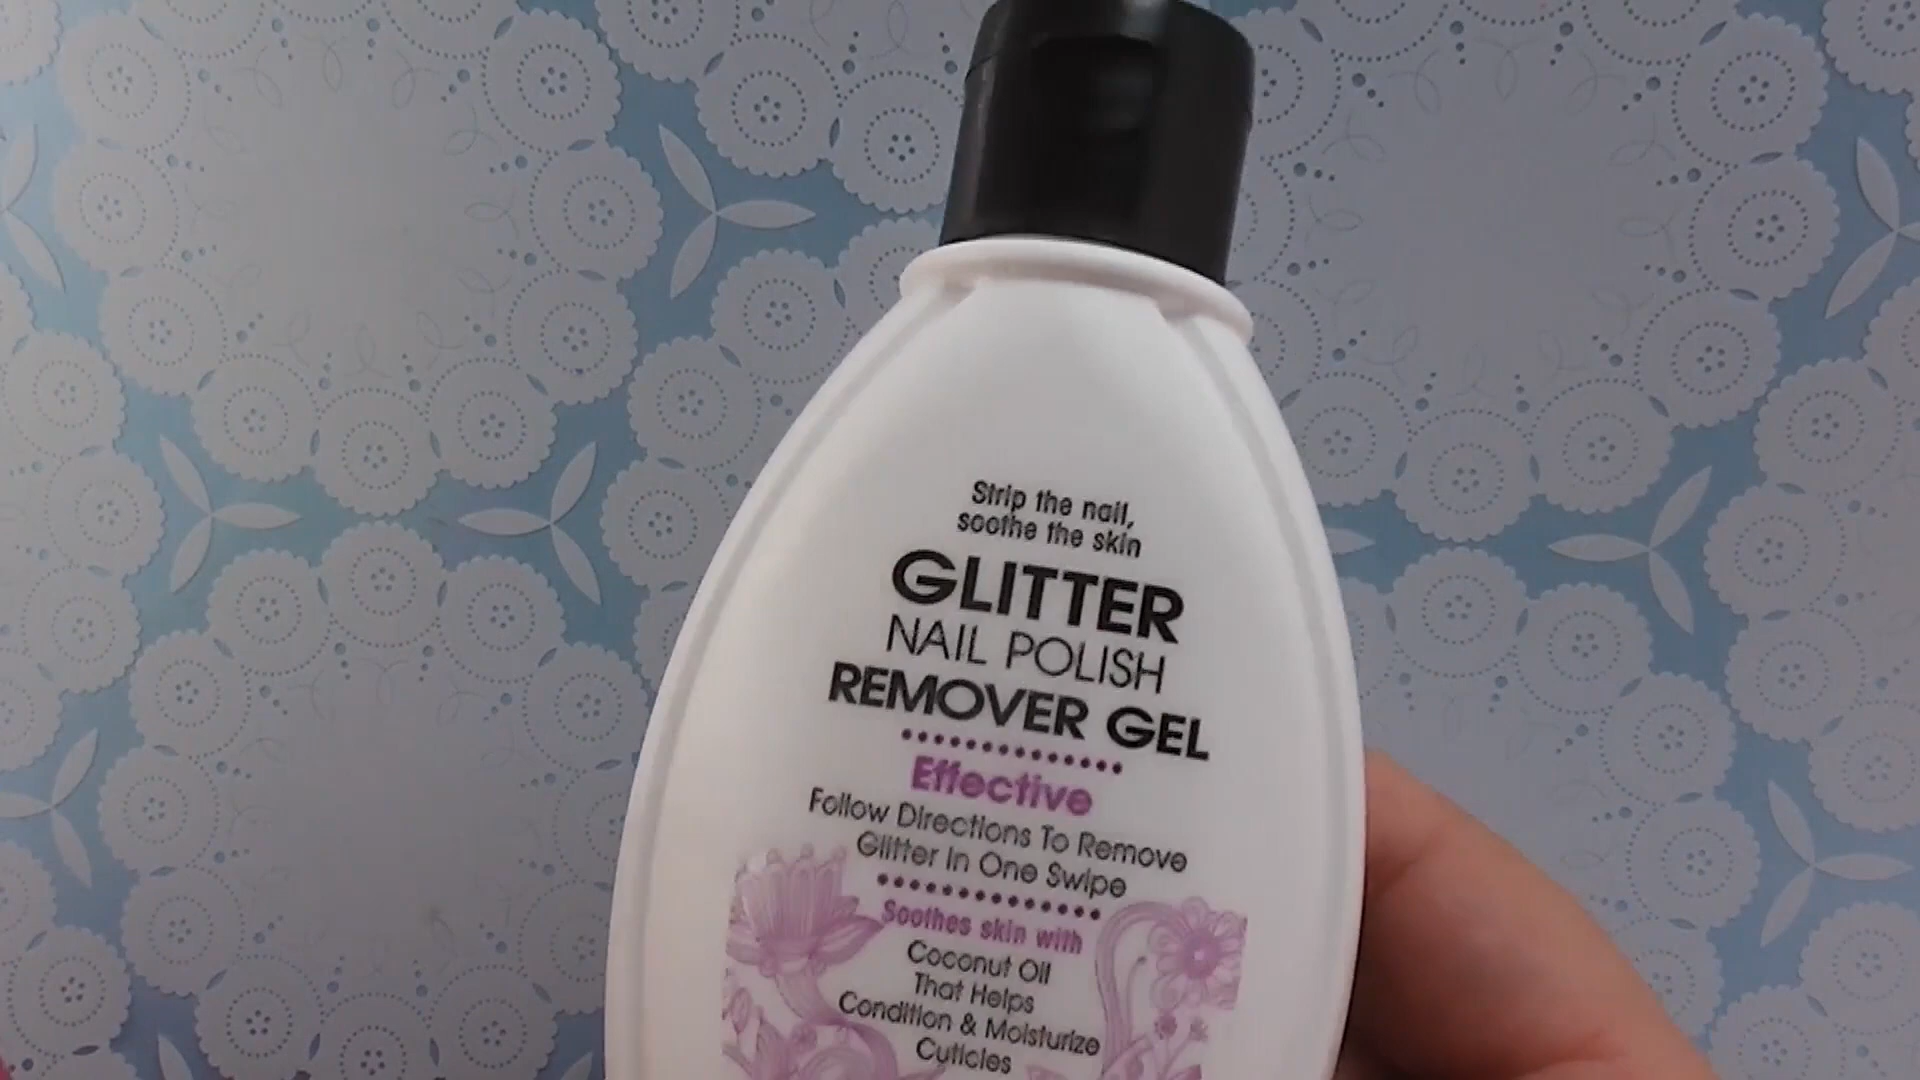 Strip the nail,
soothe the skin
GLITTER
NAIL POLISH
REMOVER GEL
Effective
Follow Directions To Remove
Glitter In One Swipe
Soothes skin with
Coconut Oil
That Helps
Condition & Moisturize
Cuticles